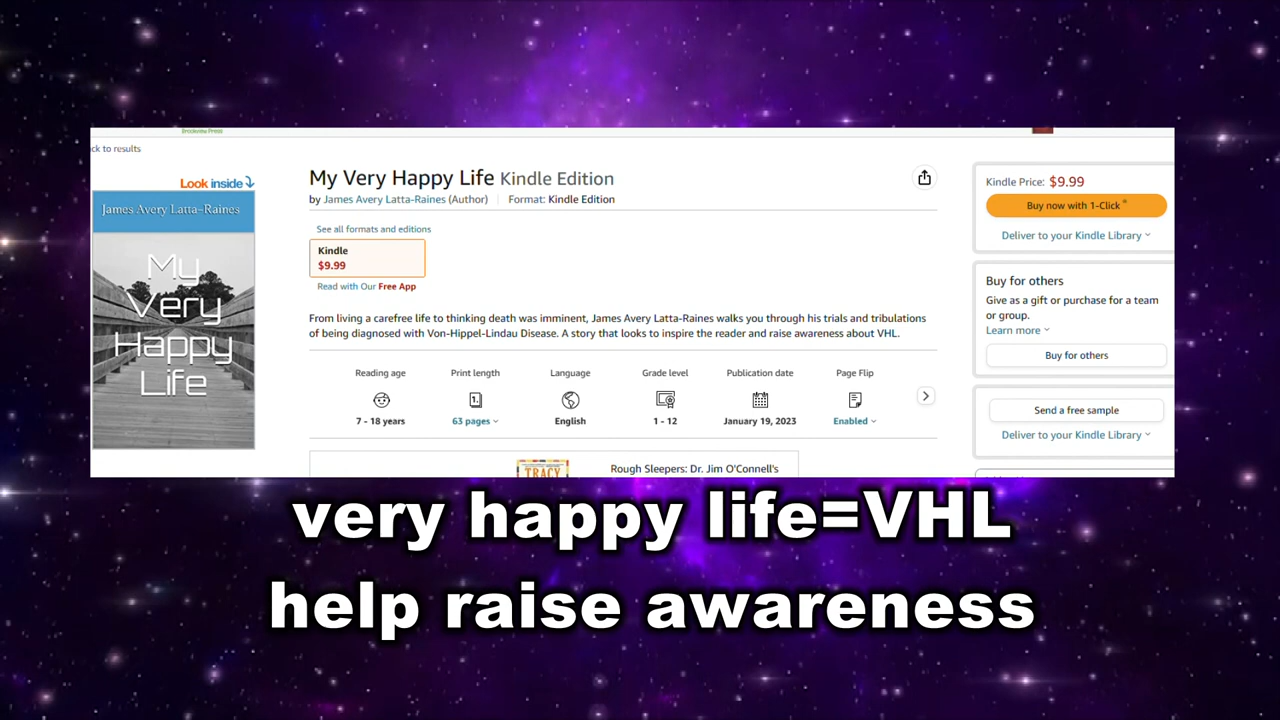 Brookview Press
ck to results
Look inside
James Avery Latta-Raines
My
Very
Happy
Life
My Very Happy Life Kindle Edition
by James Avery Latta-Raines (Author) Format: Kindle Edition
See all formats and editions
Kindle
$9.99
Read with Our Free App
From living a carefree life to thinking death was imminent, James Avery Latta-Raines walks you through his trials and tribulations
of being diagnosed with Von-Hippel-Lindau Disease. A story that looks to inspire the reader and raise awareness about VHL.
Reading age Print length Language Grade level Publication date Page Flip
1.
7 - 18 years 63 pages English 1 - 12 January 19, 2023 Enabled
TRACY
Rough Sleepers: Dr. Jim O'Connell's
Kindle Price: $9.99
Buy now with 1-Click ®
Deliver to your Kindle Library
Buy for others
Give as a gift or purchase for a team
or group.
Learn more
Buy for others
Send a free sample
Deliver to your Kindle Library
very happy life=VHL
help raise awareness